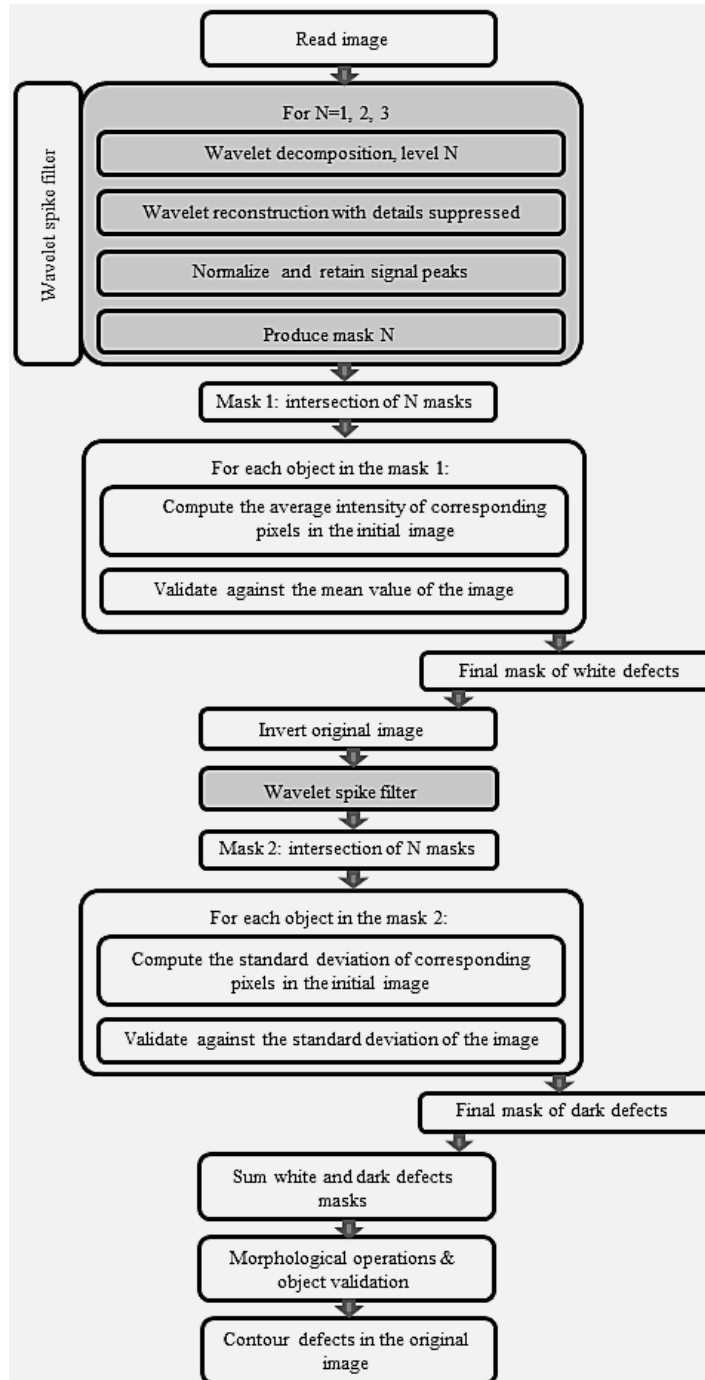 Read image
Wavelet spike filter
For N=1, 2, 3
Wavelet decomposition, level N
Wavelet reconstruction with details suppressed
Normalize and retain signal peaks
Produce mask N
Mask 1: intersection of N masks
For each object in the mask 1:
Compute the average intensity of corresponding
pixels in the initial image
Validate against the mean value of the image
Final mask of white defects
Invert original image
Wavelet spike filter
Mask 2: intersection of N masks
For each object in the mask 2:
Compute the standard deviation of corresponding
pixels in the initial image
Validate against the standard deviation of the image
Final mask of dark defects
Sum white and dark defects
masks
Morphological operations &
object validation
Contour defects in the original
image